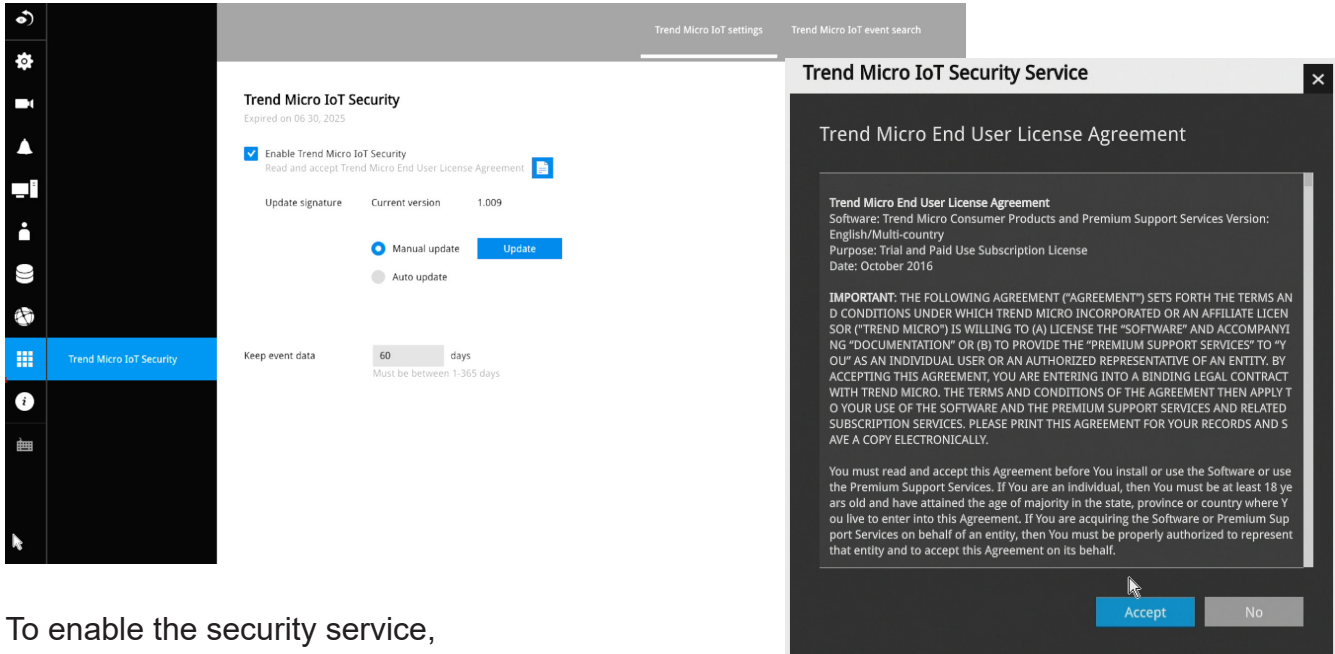 Trend Micro IoT settings
Trend Micro IoT event search
Trend Micro IoT Security
Expired on 06 30, 2025
Enable Trend Micro IoT Security
Read and accept Trend Micro End User License Agreement
Update signature Current version 1.009
Manual update Update
Auto update
Trend Micro IoT Security
Keep event data 60 days
Must be between 1-365 days
Trend Micro IoT Security Service
Trend Micro End User License Agreement
Trend Micro End User License Agreement
Software: Trend Micro Consumer Products and Premium Support Services Version:
English/Multi-country
Purpose: Trial and Paid Use Subscription License
Date: October 2016
IMPORTANT: THE FOLLOWING AGREEMENT ("AGREEMENT") SETS FORTH THE TERMS AN
D CONDITIONS UNDER WHICH TREND MICRO INCORPORATED OR AN AFFILIATE LICEN
SOR ("TREND MICRO") IS WILLING TO (A) LICENSE THE “SOFTWARE” AND ACCOMPANYI
NG “DOCUMENTATION” OR (B) TO PROVIDE THE “PREMIUM SUPPORT SERVICES” TO “Y
OU” AS AN INDIVIDUAL USER OR AN AUTHORIZED REPRESENTATIVE OF AN ENTITY. BY
ACCEPTING THIS AGREEMENT, YOU ARE ENTERING INTO A BINDING LEGAL CONTRACT
WITH TREND MICRO. THE TERMS AND CONDITIONS OF THE AGREEMENT THEN APPLY T
O YOUR USE OF THE SOFTWARE AND THE PREMIUM SUPPORT SERVICES AND RELATED
SUBSCRIPTION SERVICES. PLEASE PRINT THIS AGREEMENT FOR YOUR RECORDS AND S
AVE A COPY ELECTRONICALLY.
You must read and accept this Agreement before You install or use the Software or use
the Premium Support Services. If You are an individual, then You must be at least 18 ye
ars old and have attained the age of majority in the state, province or country where Y
ou live to enter into this Agreement. If You are acquiring the Software or Premium Sup
port Services on behalf of an entity, then You must be properly authorized to represent
that entity and to accept this Agreement on its behalf.
Accept No
To enable the security service,